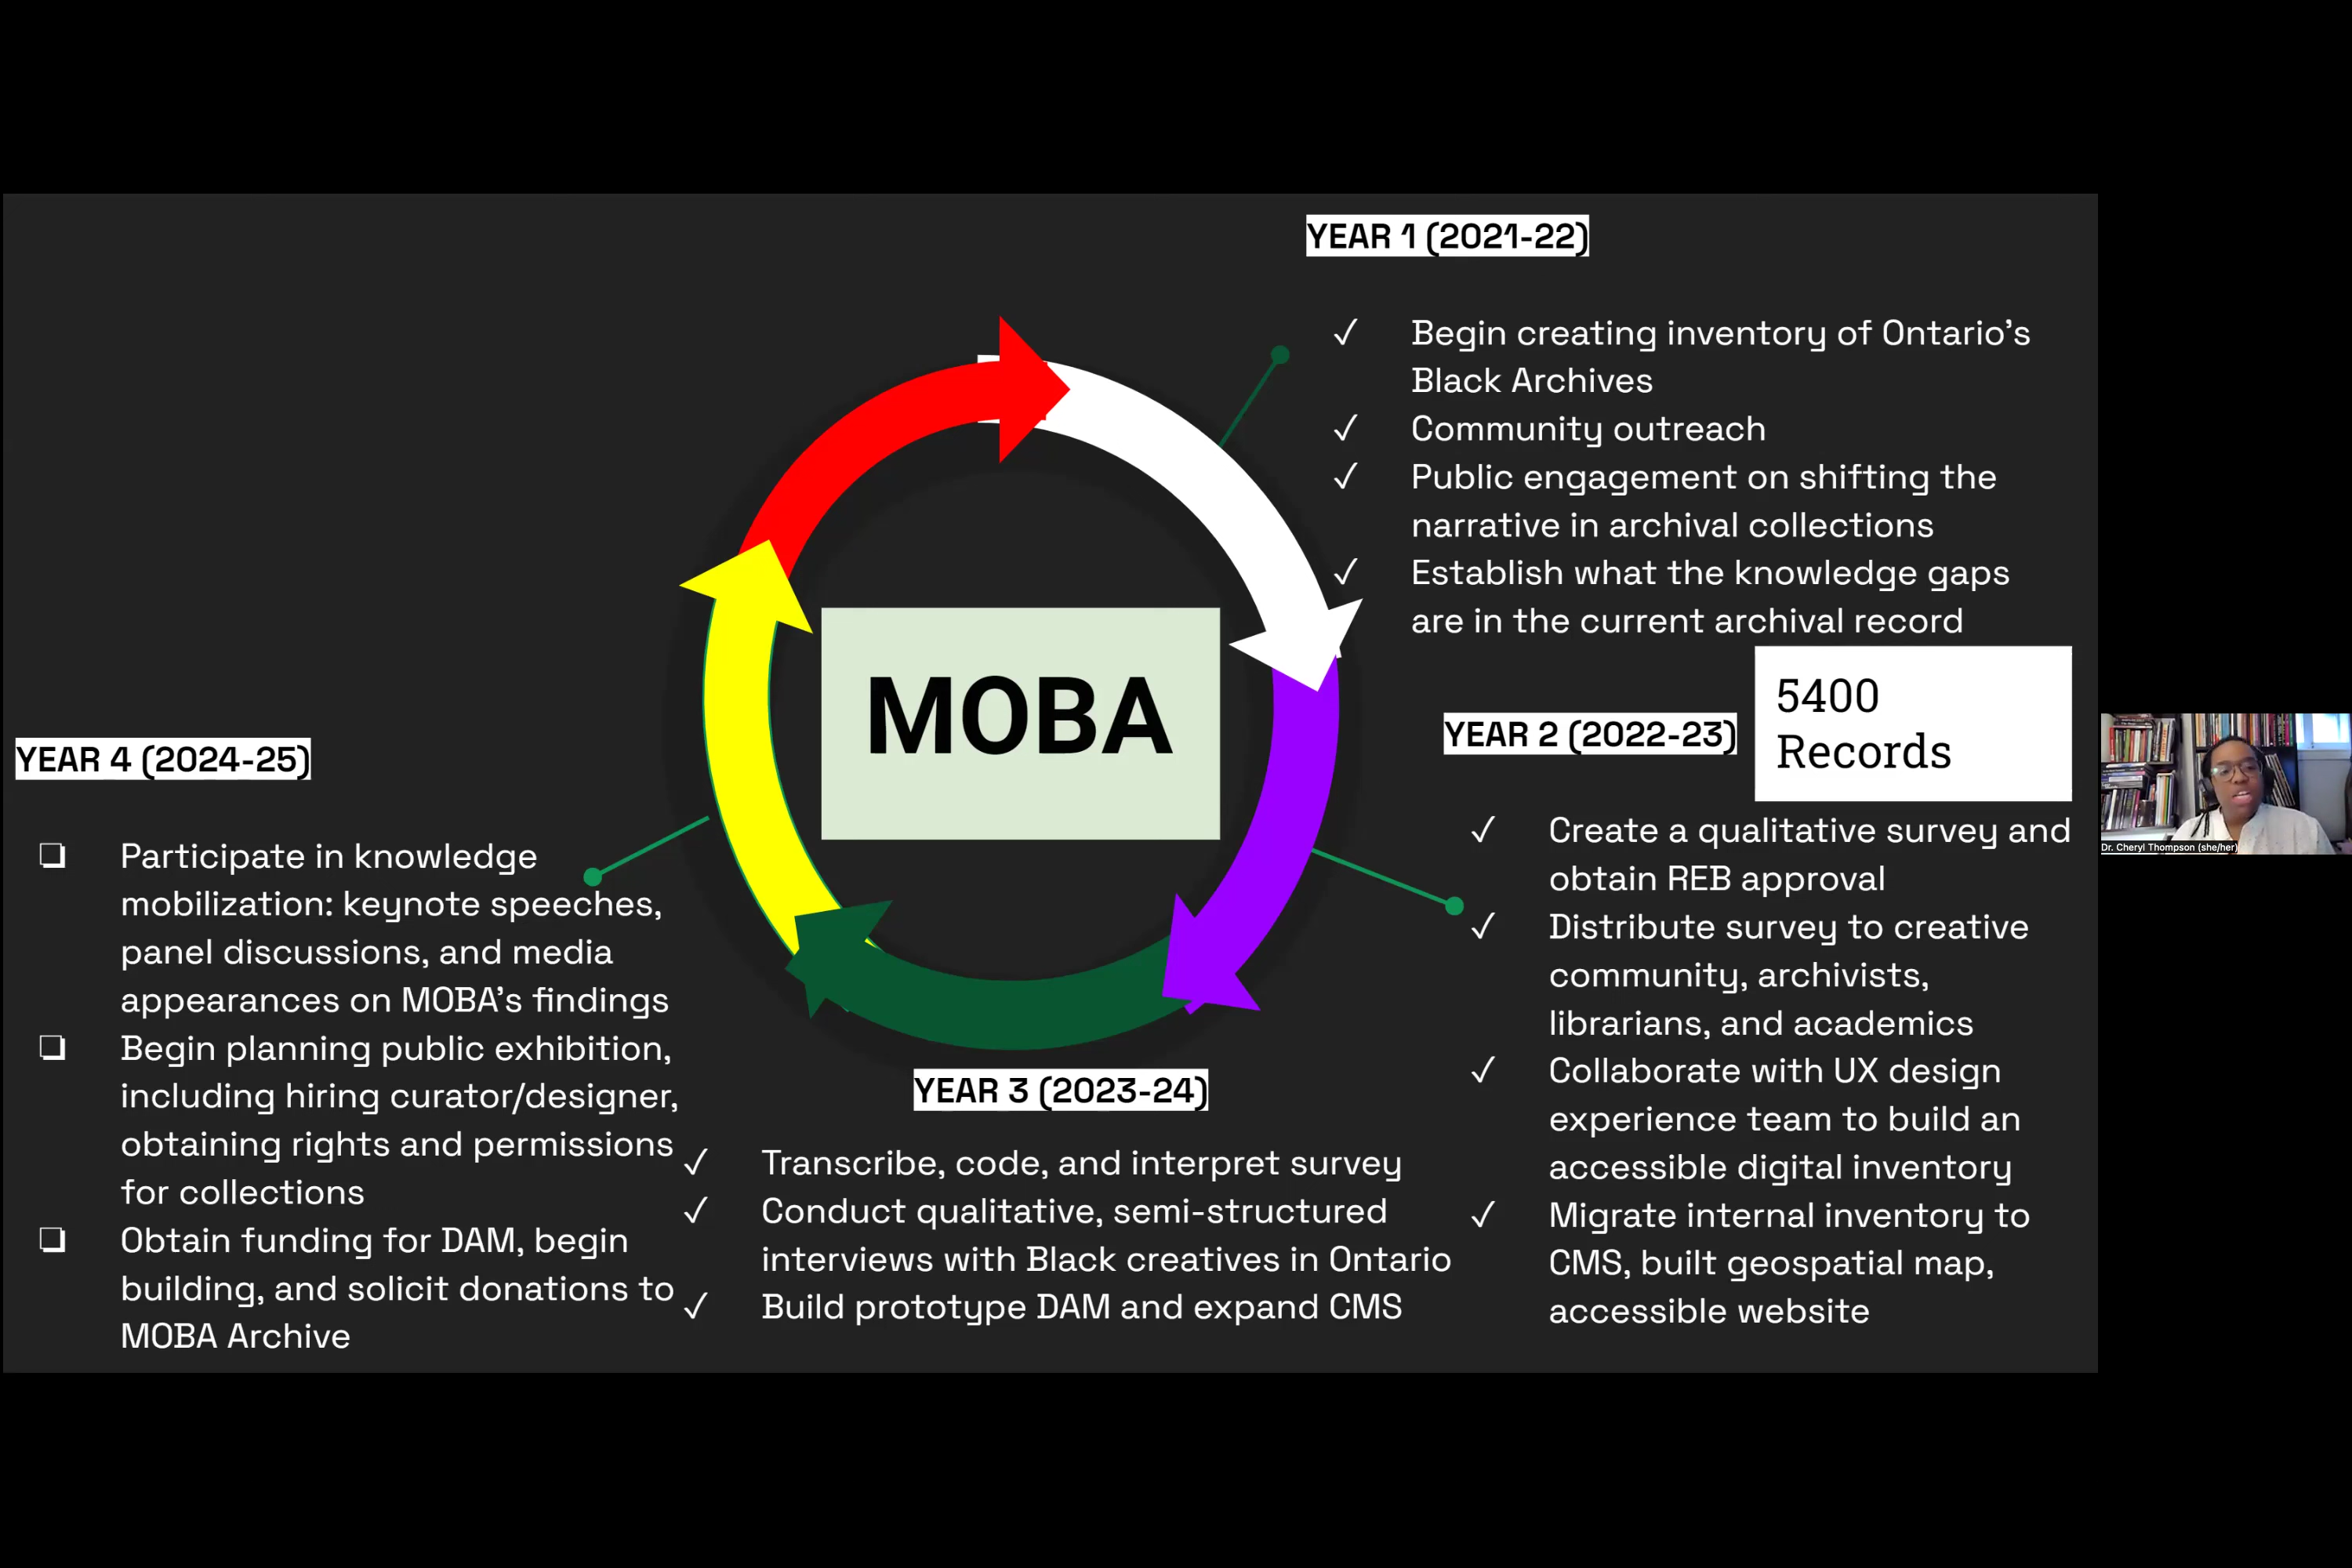 YEAR 1 (2021-22)
✓ Begin creating inventory of Ontario's
Black Archives
✓ Community outreach
✓ Public engagement on shifting the
narrative in archival collections
✓ Establish what the knowledge gaps
are in the current archival record
MOBA
5400
Records
YEAR 2 (2022-23)
✓ Create a qualitative survey and
obtain REB approval
✓ Distribute survey to creative
community, archivists,
librarians, and academics
✓ Collaborate with UX design
experience team to build an
accessible digital inventory
✓ Migrate internal inventory to
CMS, built geospatial map,
accessible website
YEAR 3 (2023-24)
✓ Transcribe, code, and interpret survey
✓ Conduct qualitative, semi-structured
interviews with Black creatives in Ontario
✓ Build prototype DAM and expand CMS
YEAR 4 (2024-25)
❏ Participate in knowledge
mobilization: keynote speeches,
panel discussions, and media
appearances on MOBA's findings
❏ Begin planning public exhibition,
including hiring curator/designer,
obtaining rights and permissions
for collections
❏ Obtain funding for DAM, begin
building, and solicit donations to
MOBA Archive
Dr. Cheryl Thompson (she/her)